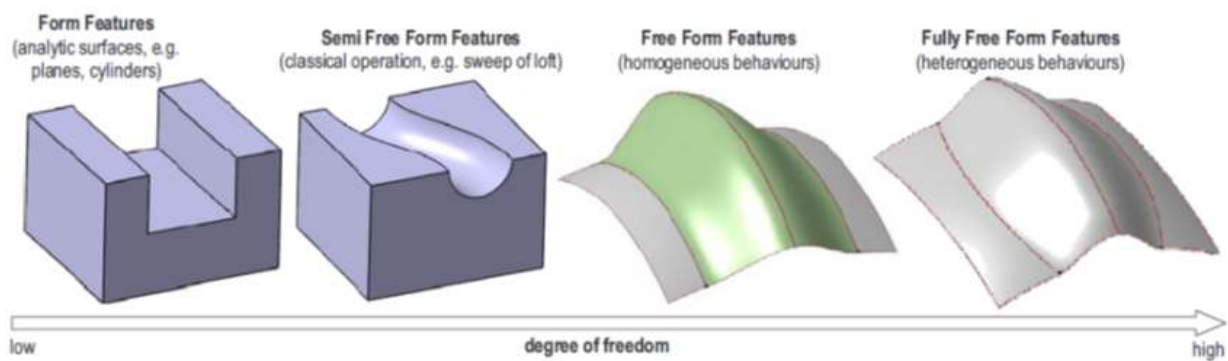 Form Features
(analytic surfaces, e.g.
planes, cylinders)
Semi Free Form Features
(classical operation, e.g. sweep of loft)
Free Form Features
(homogeneous behaviours)
Fully Free Form Features
(heterogeneous behaviours)
low
degree of freedom
high